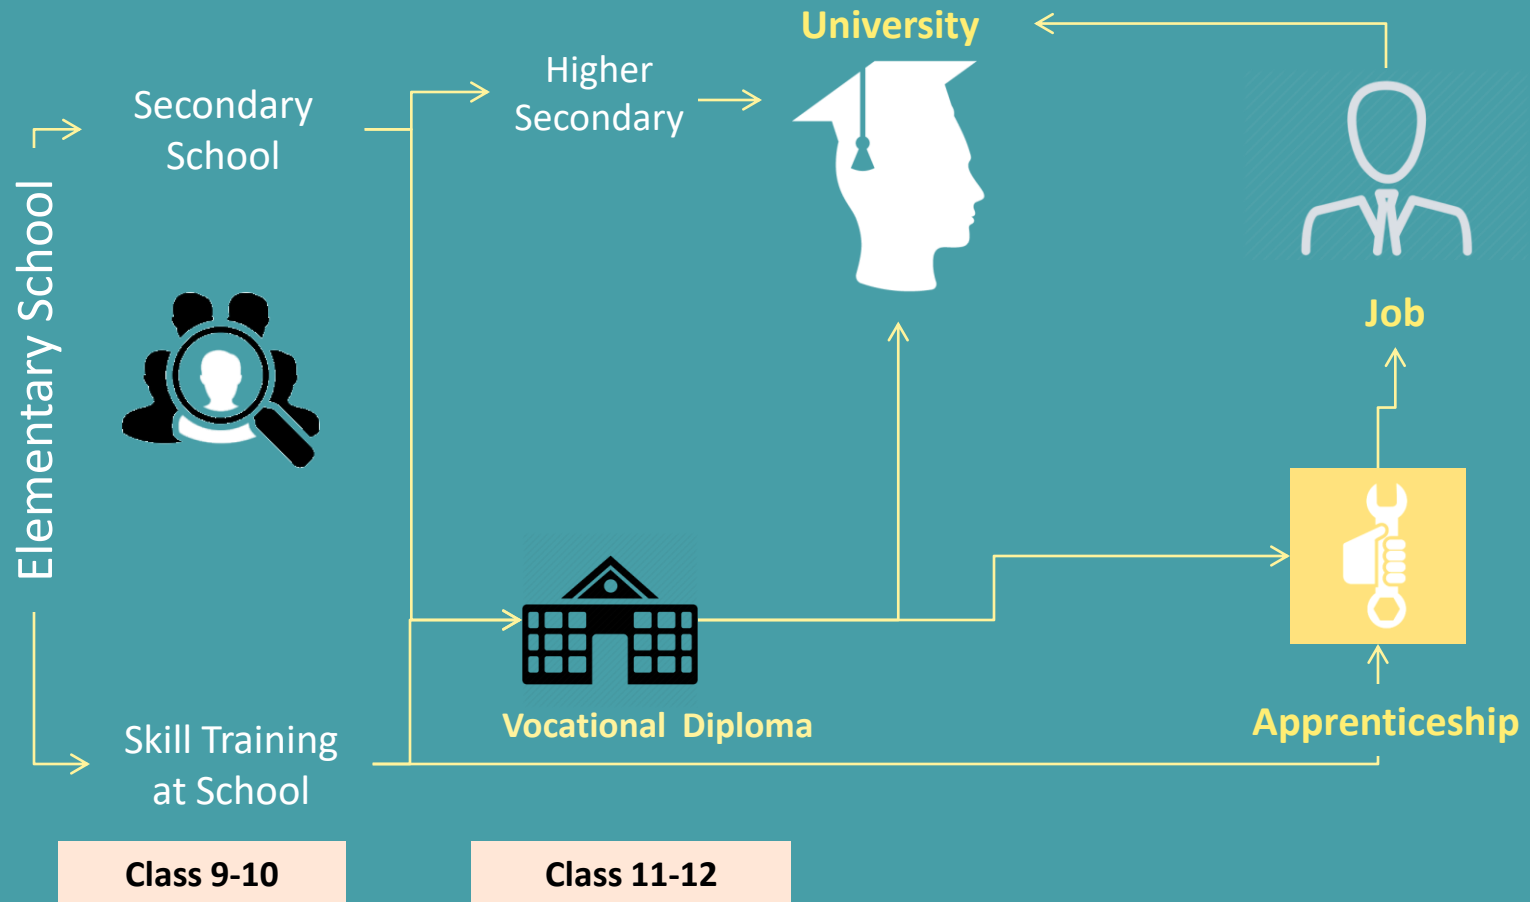 Elementary School
Secondary
School
Skill Training
at School
Class 9-10
Higher
Secondary
Vocational Diploma
Class 11-12
University
Job
Apprenticeship